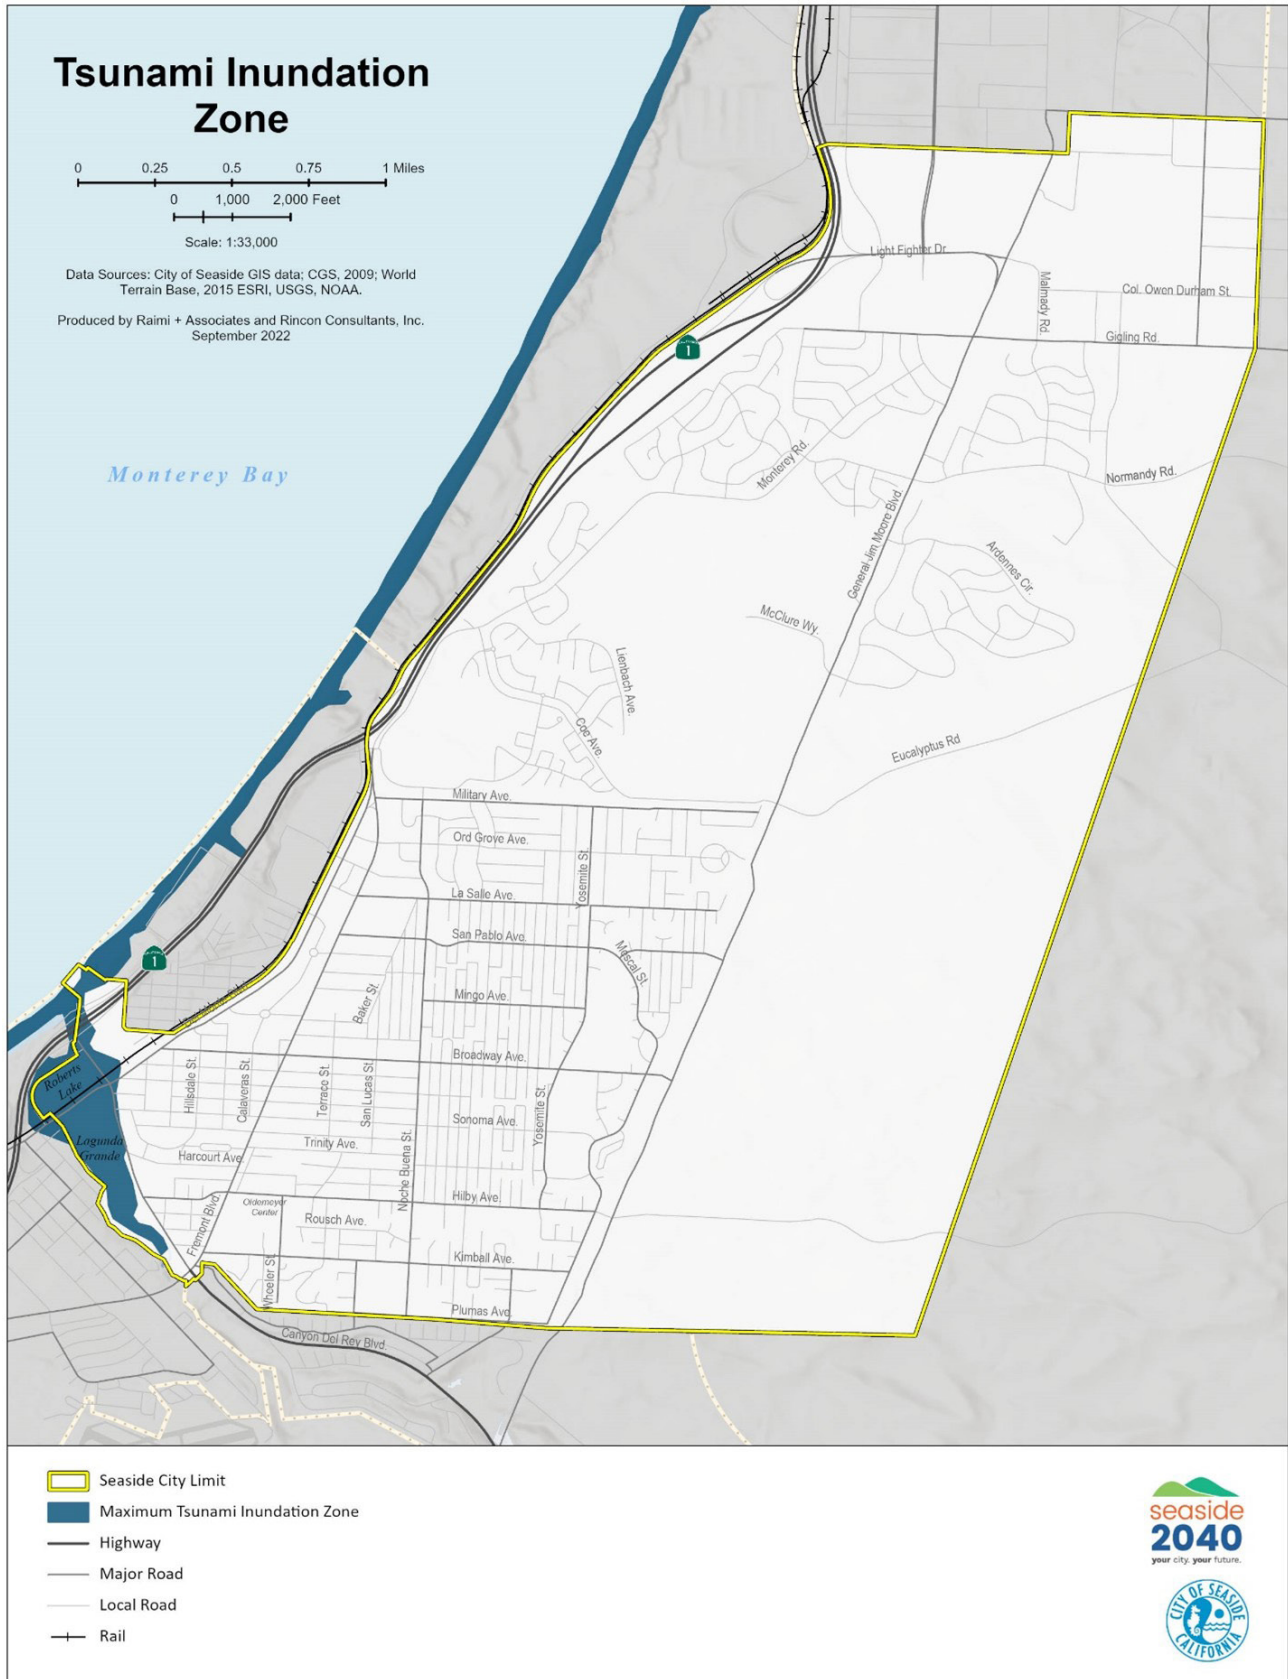 Tsunami Inundation
Zone
0 0.25 0.5 0.75 1 Miles
0 1,000 2,000 Feet
Scale: 1:33,000
Data Sources: City of Seaside GIS data; CGS, 2009; World
Terrain Base, 2015 ESRI, USGS, NOAA.
Produced by Raimi + Associates and Rincon Consultants, Inc.
September 2022
Light Fighter Dr.
Malmady Rd.
Col. Owen Durham St.
Gigling Rd.
1
Monterey Bay
Monterey Rd.
Normandy Rd.
General Jim Moore Blvd.
Ardennes Cir.
McClure Wy.
Lienbach Ave.
Coe Ave.
Eucalyptus Rd
Military Ave.
Ord Grove Ave.
Yosemite St.
La Salle Ave.
San Pablo Ave.
Mescal St.
1
Mingo Ave.
Baker St.
Broadway Ave.
Roberts
Lake
Hillsdale St.
Calaveras St.
Terrace St.
San Lucas St.
Sonoma Ave.
Yosemite St.
Lagunda
Grande
Trinity Ave.
Harcourt Ave.
Noche Buena St.
Hilby Ave.
Oldemeyer
Center
Rousch Ave.
Fremont Blvd.
Kimball Ave.
Wheeler St.
Plumas Ave.
Canyon Del Rey Blvd.
Seaside City Limit
Maximum Tsunami Inundation Zone
Highway
Major Road
Local Road
Rail
seaside
2040
your city. your future.
CITY OF SEASIDE
CALIFORNIA